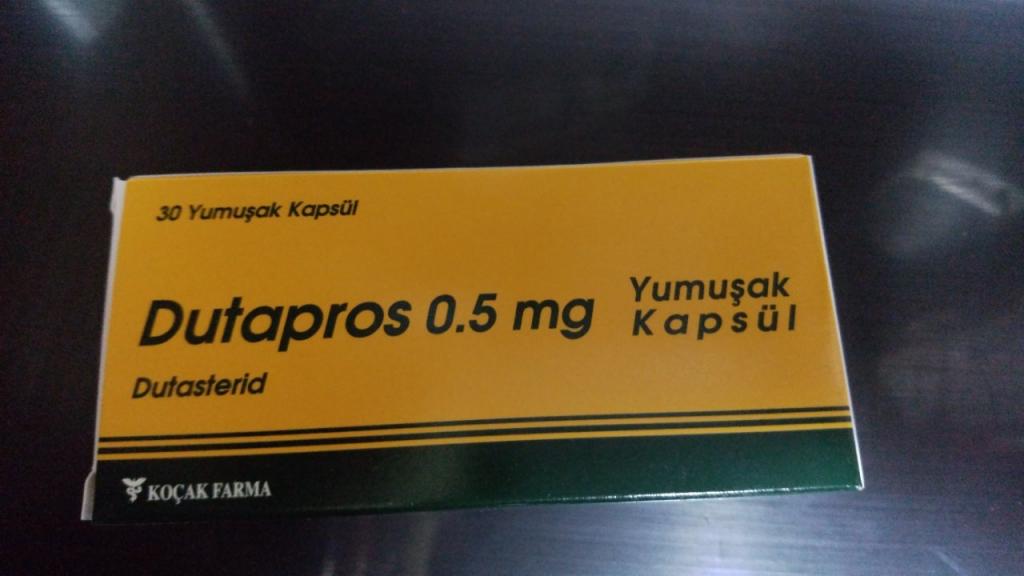 30 Yumuşak Kapsül
Dutapros 0.5 mg
Yumuşak
Kapsül
Dutasterid
KOÇAK FARMA